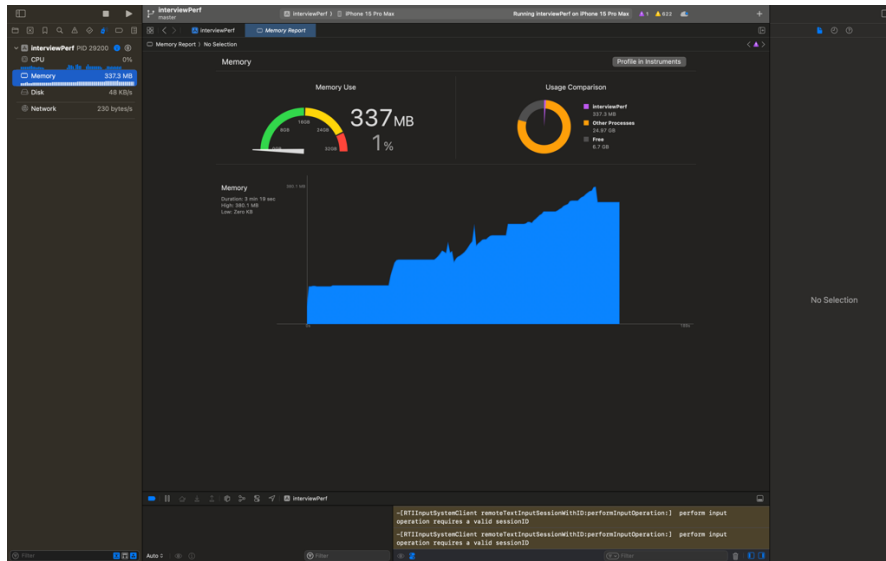 interviewPerf
master
interviewPerf
iPhone 15 Pro Max
Running interviewPerf on iPhone 15 Pro Max
1
622
interviewPerf
Memory Report
interviewPerf PID 29200
CPU
0%
Memory
337.3 MB
Disk
48 KB/s
Network
230 bytes/s
Memory Report
No Selection
Memory
Profile in Instruments
Memory Use
337 MB
1%
Usage Comparison
interviewPerf
337.3 MB
Other Processes
24.97 GB
Free
6.7 GB
Memory
Duration: 3 min 19 sec
High: 380.1 MB
Low: Zero KB
No Selection
interviewPerf
-[RTIInputSystemClient remoteTextInputSessionWithID:performInputOperation:] perform input
operation requires a valid sessionID
-[RTIInputSystemClient remoteTextInputSessionWithID:performInputOperation:] perform input
operation requires a valid sessionID
Filter
Auto
Filter
Filter